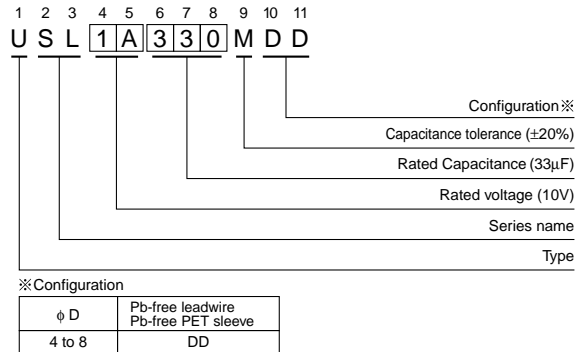 1 2 3 4 5 6 7 8 9 10 11
U S L 1 A 3 3 0 M D D
Configuration※
Capacitance tolerance (±20%)
Rated Capacitance (33µF)
Rated voltage (10V)
Series name
Type
※Configuration
ϕ D
Pb-free leadwire
Pb-free PET sleeve
4 to 8 DD